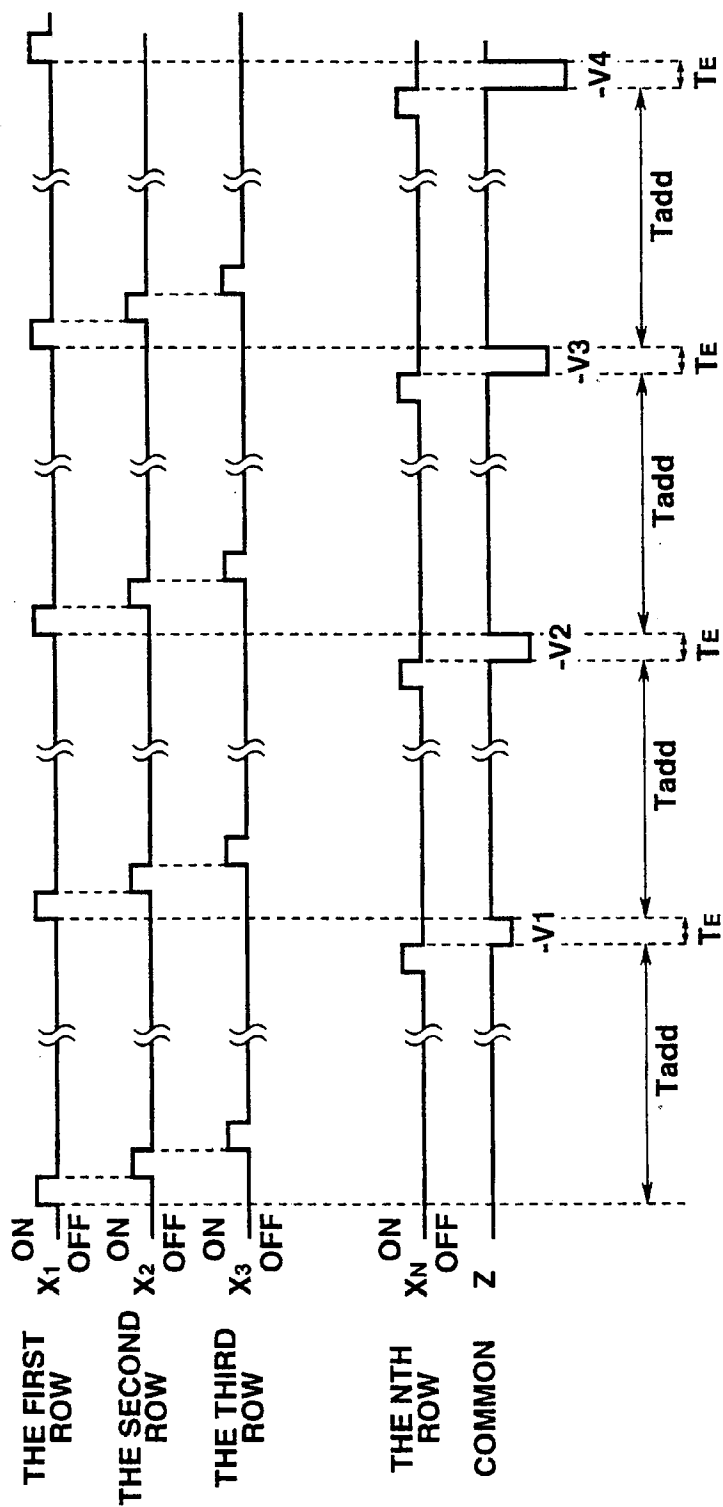 THE FIRST
ROW
X1
ON
OFF
THE SECOND
ROW
X2
ON
OFF
THE THIRD
ROW
X3
ON
OFF
THE NTH
ROW
XN
ON
OFF
COMMON
Z
-V1
-V2
-V3
-V4
Tadd
TE
Tadd
TE
Tadd
TE
Tadd
TE